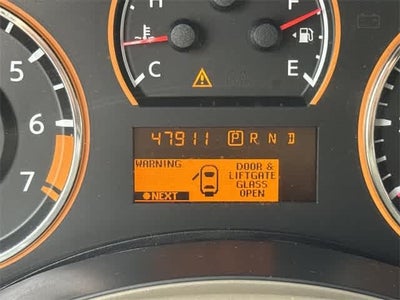 H
F
C
E
5
6
7
47911 P R N D
WARNING
DOOR &
LIFTGATE
GLASS
OPEN
NEXT